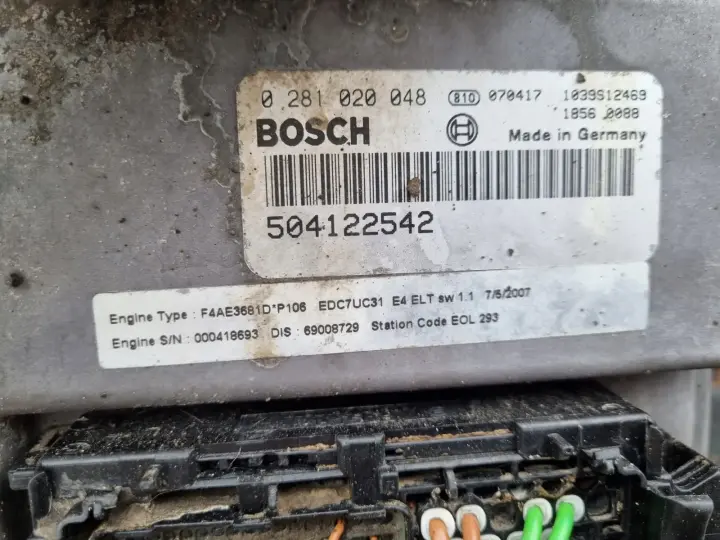 0 281 020 048 810 070417 1039S12469
1856 0088
BOSCH Made in Germany
504122542
Engine Type : F4AE3681D*P106 EDC7UC31 E4 ELT sw 1.1 7/5/2007
Engine S/N : 000418693 DIS : 69008729 Station Code EOL 293